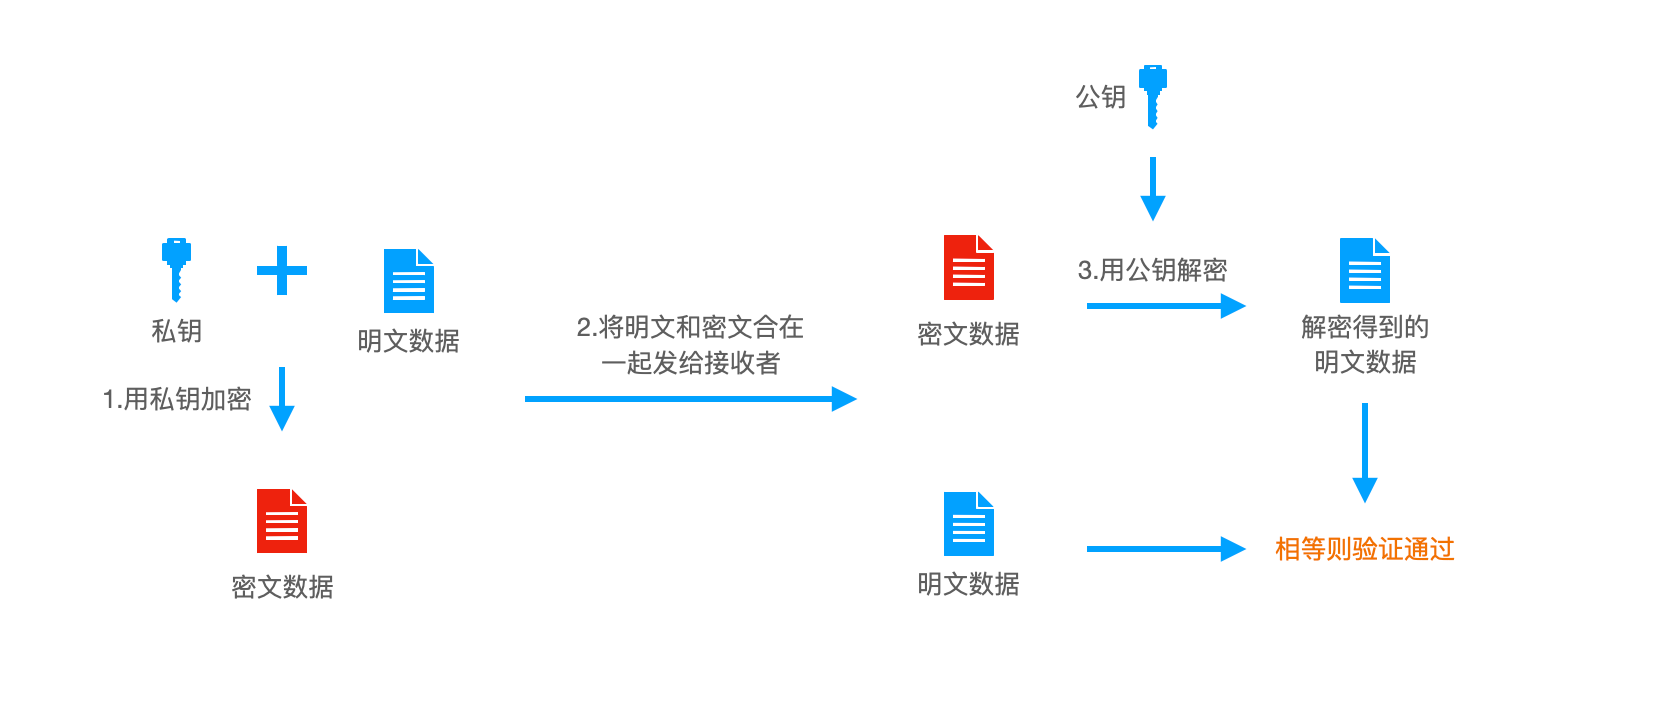 公钥
私钥
明文数据
1.用私钥加密
密文数据
2.将明文和密文合在
一起发给接收者
密文数据
3.用公钥解密
解密得到的
明文数据
明文数据
相等则验证通过